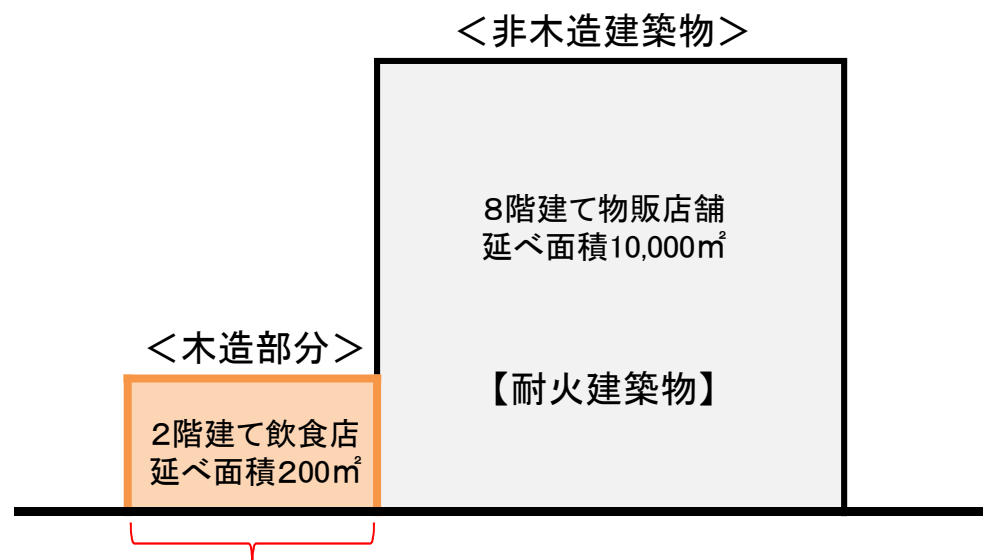 ＜非木造建築物＞
８階建て物販店舗
延べ面積10,000㎡
＜木造部分＞
【耐火建築物】
２階建て飲食店
延べ面積２００㎡